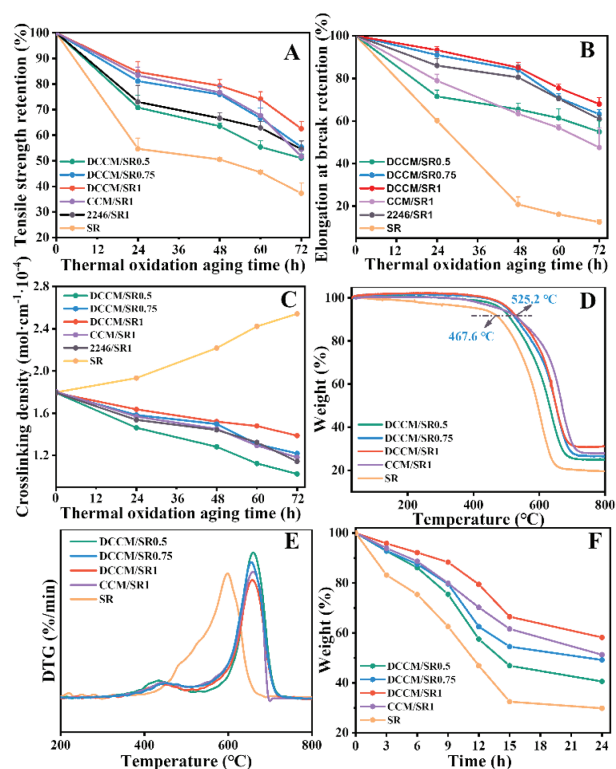 A
Tensile strength retention (%)
100
90
80
70
60
50
40
30
20
DCCM/SR0.5
DCCM/SR0.75
DCCM/SR1
CCM/SR1
2246/SR1
SR
0 12 24 36 48 60 72
Thermal oxidation aging time (h)
B
Elongation at break retention (%)
100
80
60
40
20
0
DCCM/SR0.5
DCCM/SR0.75
DCCM/SR1
CCM/SR1
2246/SR1
SR
0 12 24 36 48 60 72
Thermal oxidation aging time (h)
C
Crosslinking density (mol·cm⁻¹·10⁻⁴)
2.8
2.4
2.0
1.6
1.2
DCCM/SR0.5
DCCM/SR0.75
DCCM/SR1
CCM/SR1
2246/SR1
SR
0 12 24 36 48 60 72
Thermal oxidation aging time (h)
D
Weight (%)
100
80
60
40
20
525.2 °C
467.6 °C
DCCM/SR0.5
DCCM/SR0.75
DCCM/SR1
CCM/SR1
SR
200 400 600 800
Temperature (°C)
E
DTG (%/min)
DCCM/SR0.5
DCCM/SR0.75
DCCM/SR1
CCM/SR1
SR
200 400 600 800
Temperature (°C)
F
Weight (%)
100
80
60
40
30
DCCM/SR0.5
DCCM/SR0.75
DCCM/SR1
CCM/SR1
SR
0 3 6 9 12 15 18 21 24
Time (h)